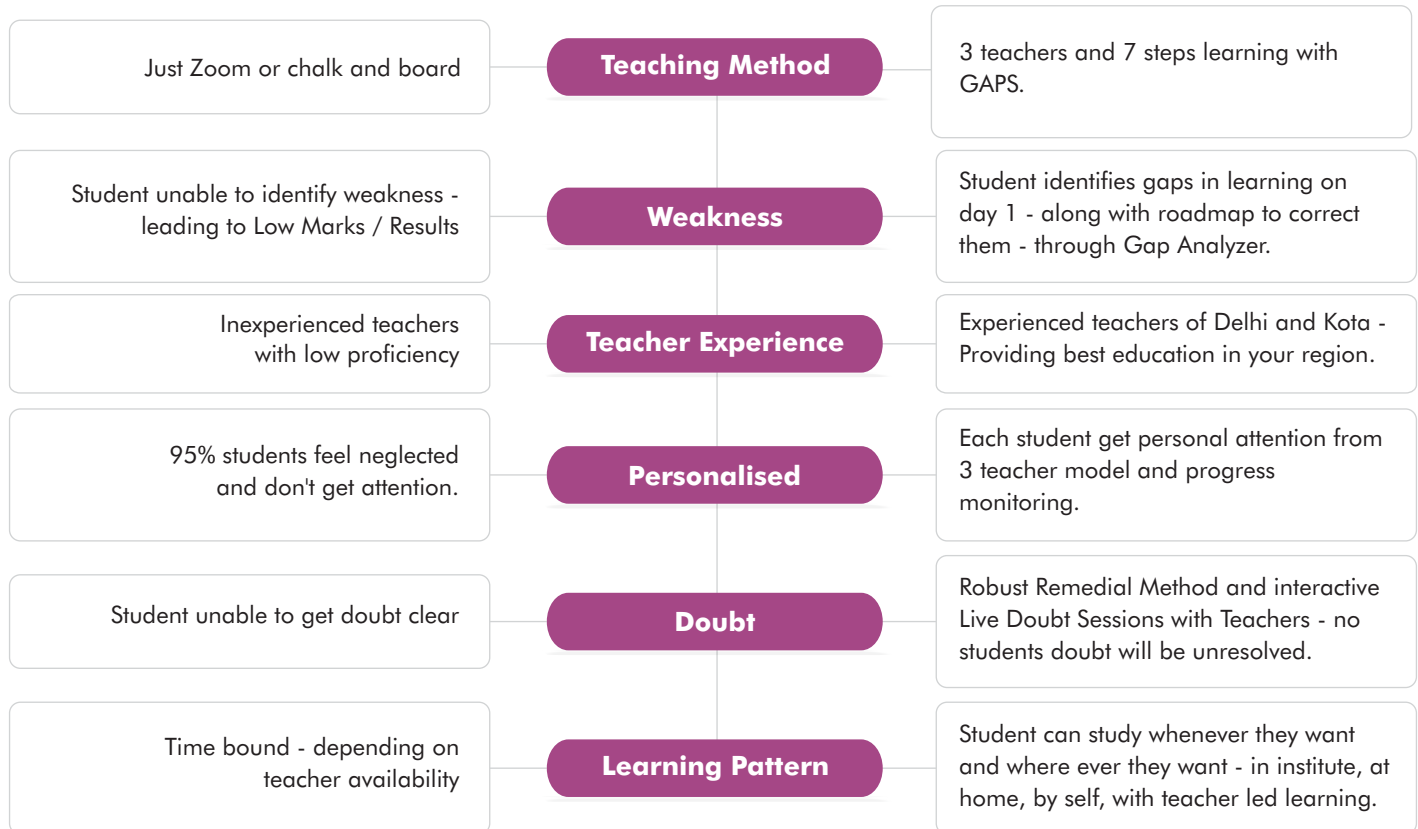 Just Zoom or chalk and board
Teaching Method
3 teachers and 7 steps learning with
GAPS.
Student unable to identify weakness -
leading to Low Marks / Results
Weakness
Student identifies gaps in learning on
day 1 - along with roadmap to correct
them - through Gap Analyzer.
Inexperienced teachers
with low proficiency
Teacher Experience
Experienced teachers of Delhi and Kota -
Providing best education in your region.
95% students feel neglected
and don't get attention.
Personalised
Each student get personal attention from
3 teacher model and progress
monitoring.
Student unable to get doubt clear
Doubt
Robust Remedial Method and interactive
Live Doubt Sessions with Teachers - no
students doubt will be unresolved.
Time bound - depending on
teacher availability
Learning Pattern
Student can study whenever they want
and where ever they want - in institute, at
home, by self, with teacher led learning.